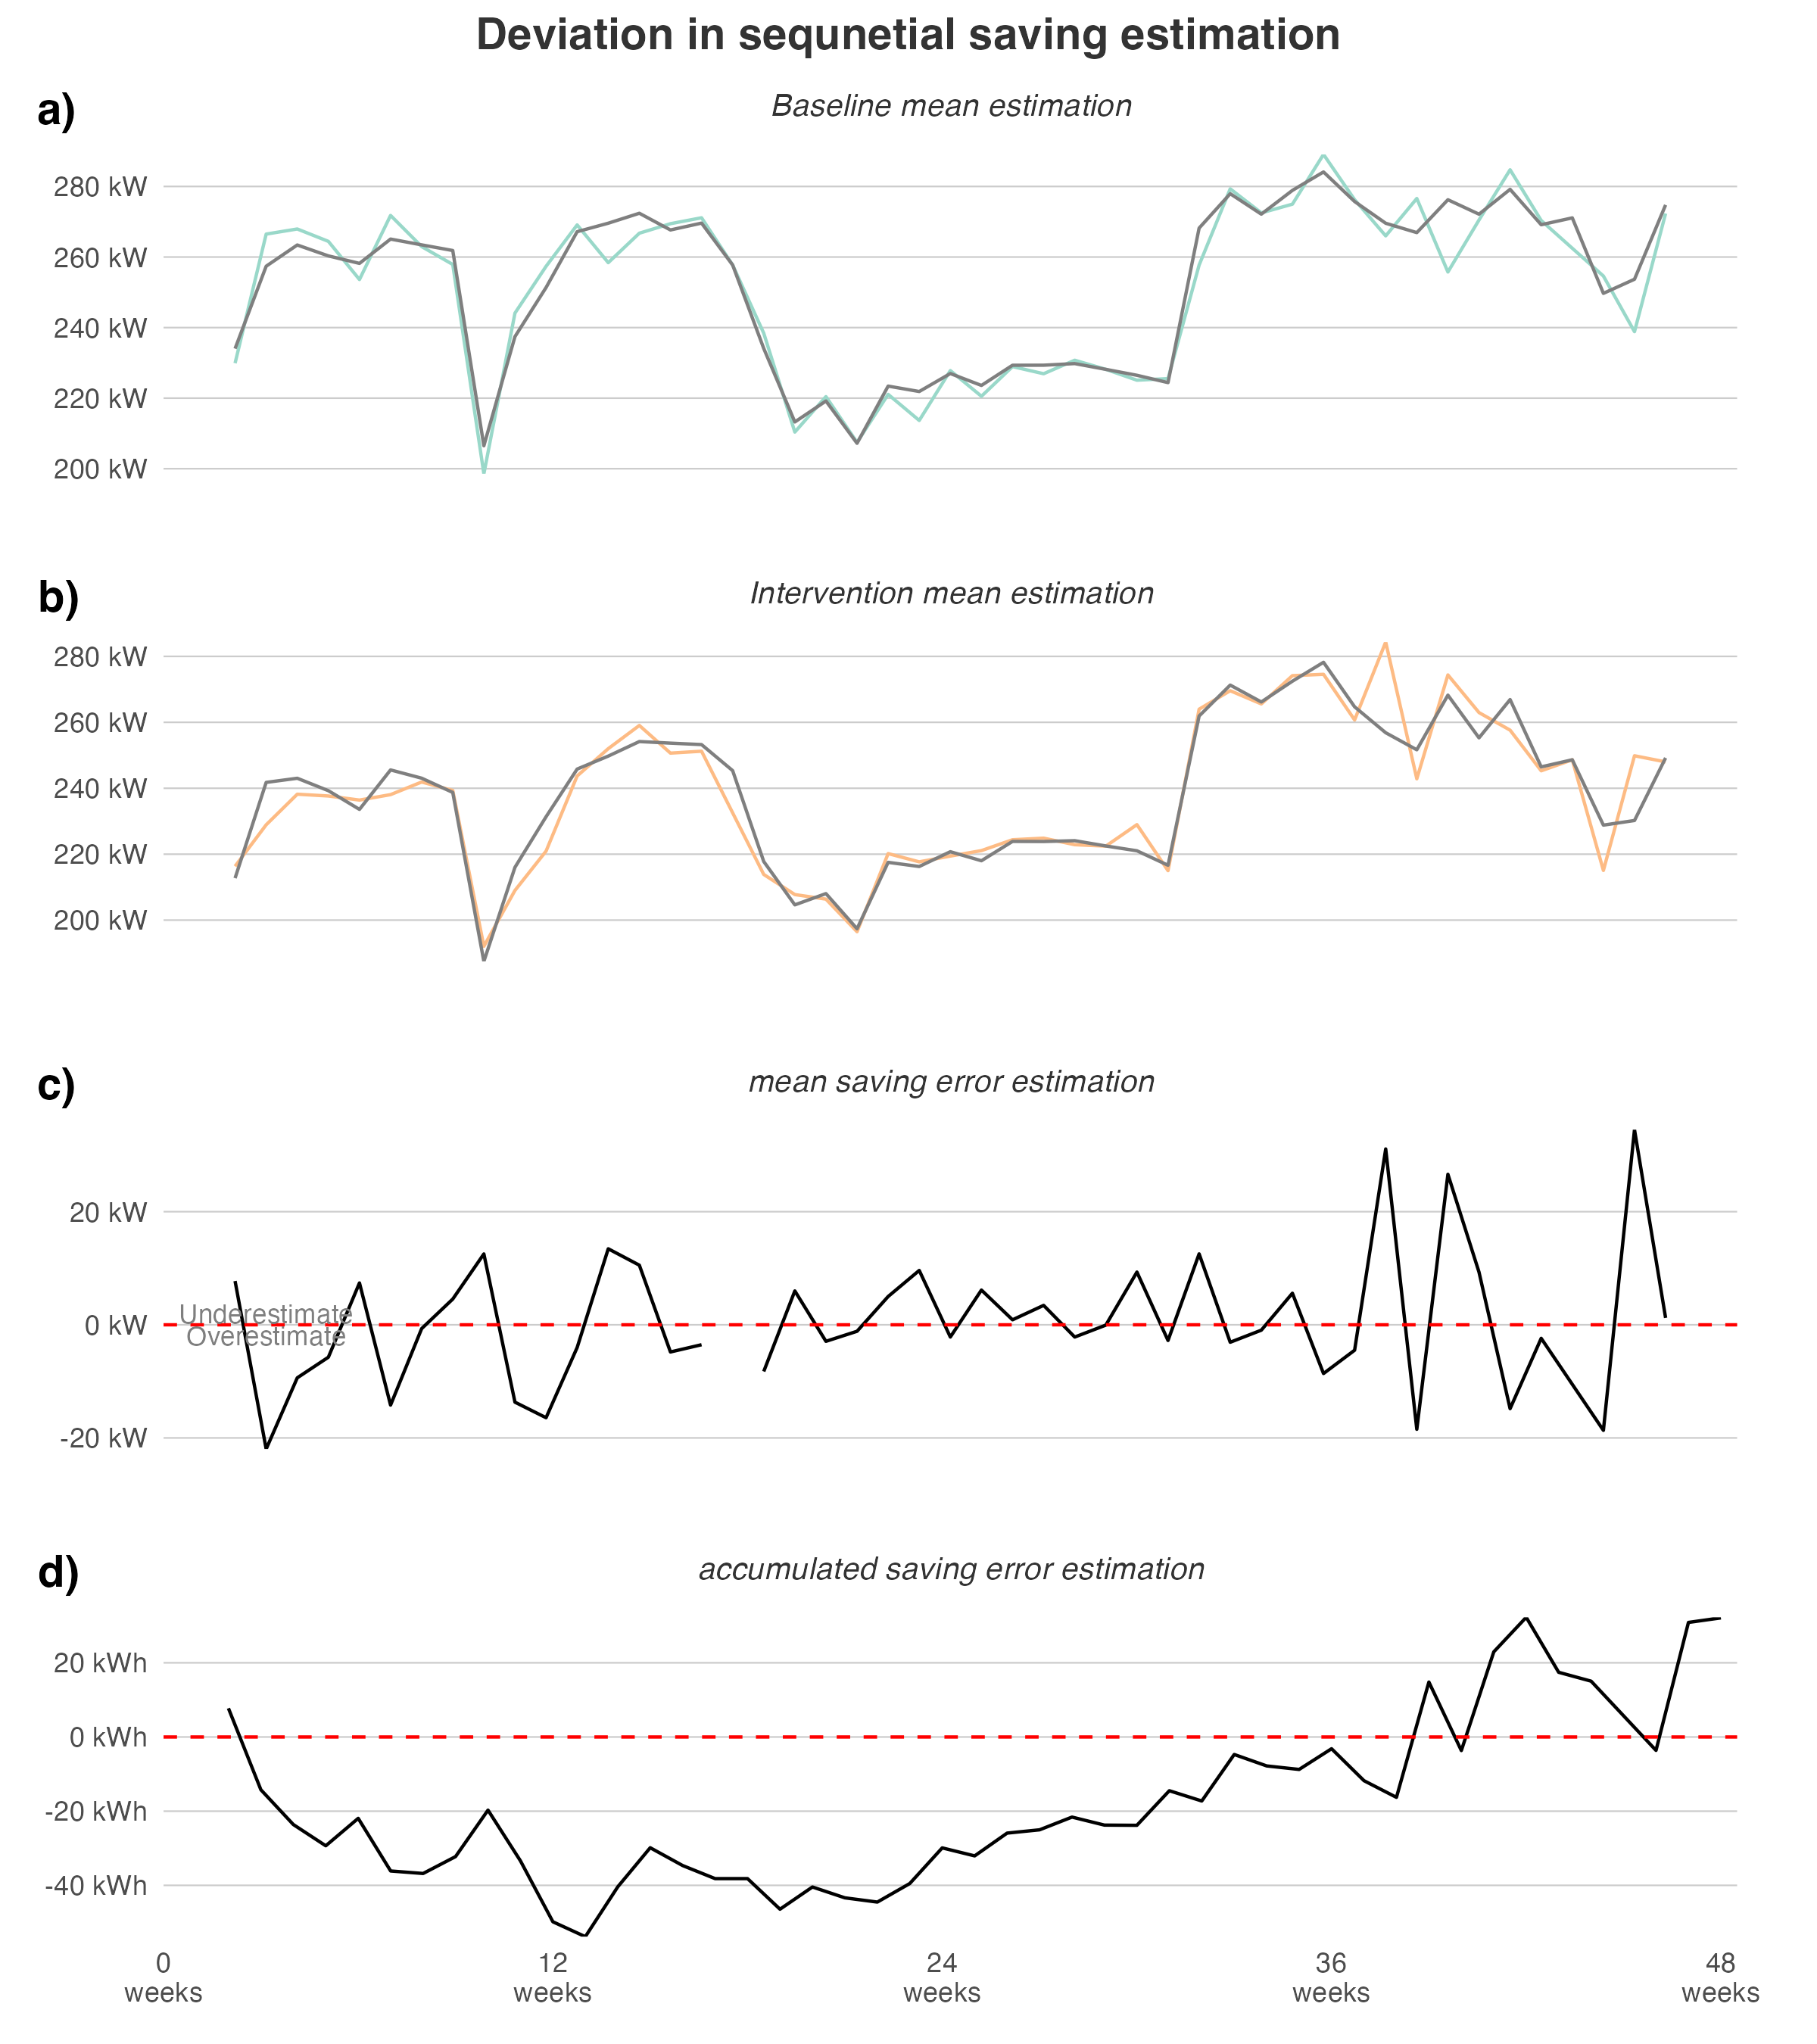 Deviation in sequnetial saving estimation
a)
Baseline mean estimation
280 kW
260 kW
240 kW
220 kW
200 kW
b)
Intervention mean estimation
280 kW
260 kW
240 kW
220 kW
200 kW
c)
mean saving error estimation
20 kW
Underestimate
0 kW
Overestimate
-20 kW
d)
accumulated saving error estimation
20 kWh
0 kWh
-20 kWh
-40 kWh
0 12 24 36 48
weeks weeks weeks weeks weeks